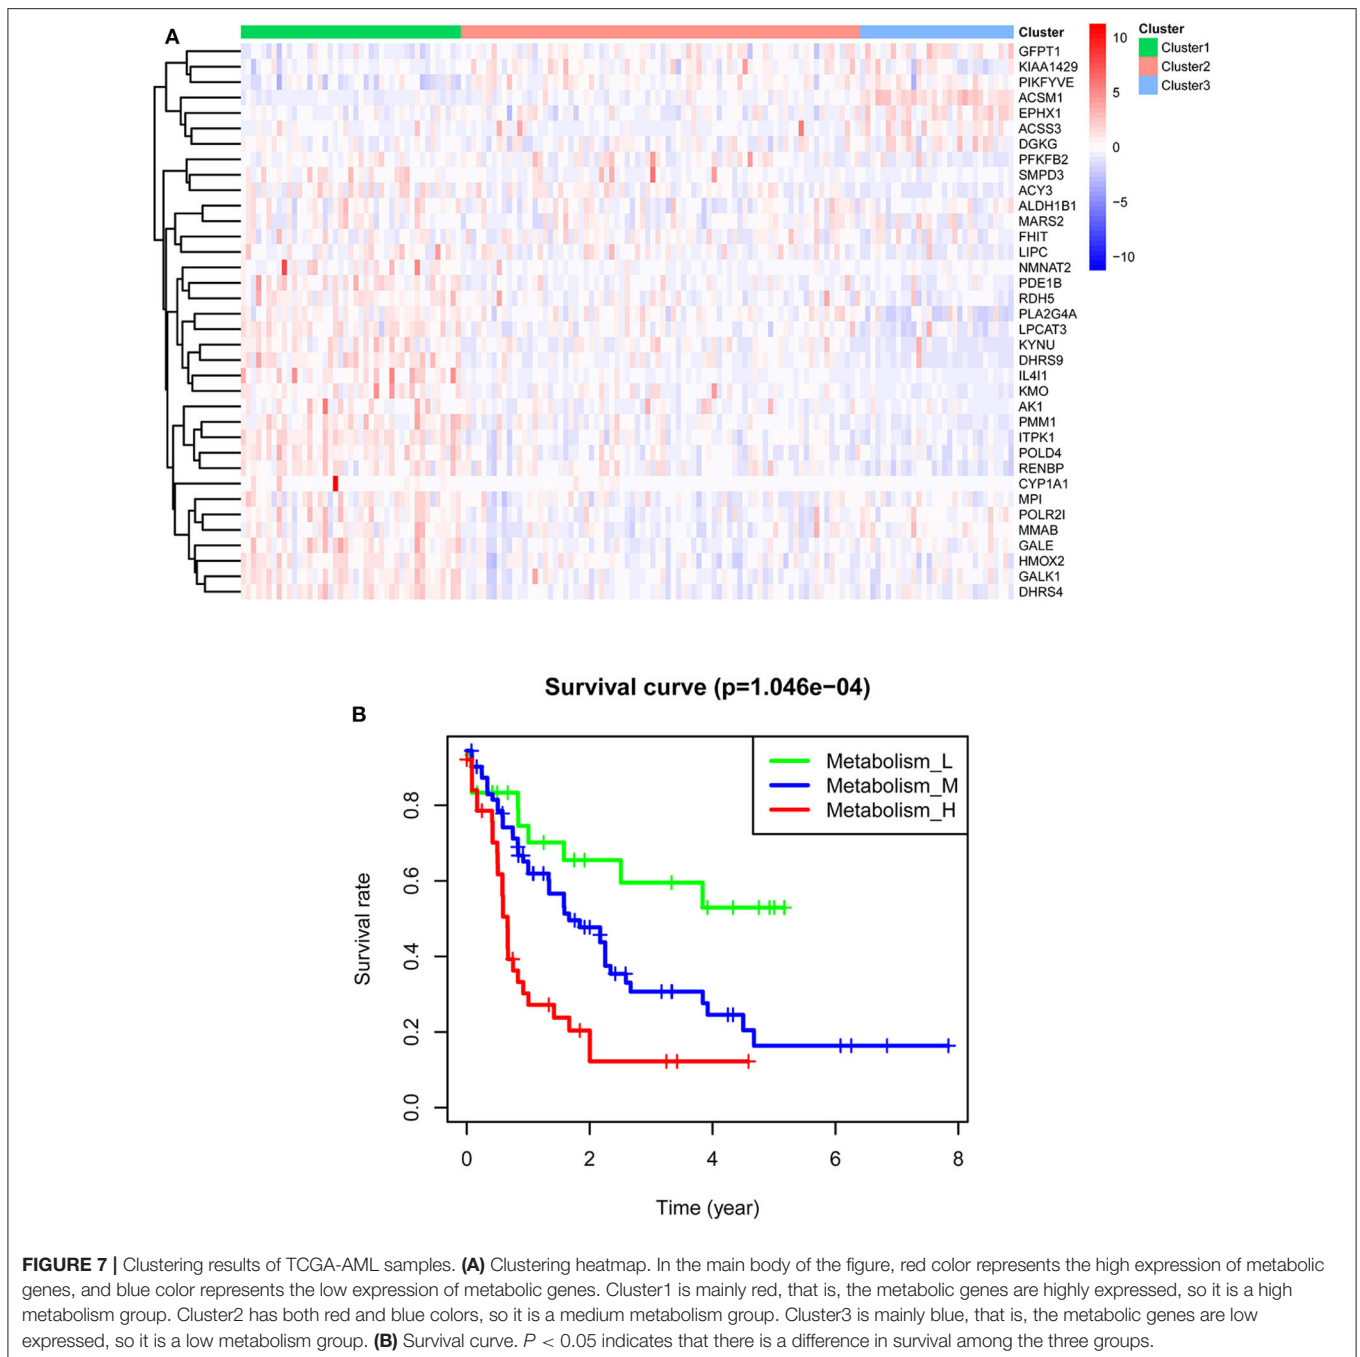 A
Cluster
GFPT1
KIAA1429
PIKFYVE
ACSM1
EPHX1
ACSS3
DGKG
PFKFB2
SMPD3
ACY3
ALDH1B1
MARS2
FHIT
LIPC
NMNAT2
PDE1B
RDH5
PLA2G4A
LPCAT3
KYNU
DHRS9
IL4I1
KMO
AK1
PMM1
ITPK1
POLD4
RENBP
CYP1A1
MPI
POLR2I
MMAB
GALE
HMOX2
GALK1
DHRS4
10
5
0
−5
−10
Cluster
Cluster1
Cluster2
Cluster3
Survival curve (p=1.046e−04)
B
Metabolism_L
Metabolism_M
Metabolism_H
Survival rate
0.8
0.6
0.4
0.2
0.0
0 2 4 6 8
Time (year)
FIGURE 7 | Clustering results of TCGA-AML samples. (A) Clustering heatmap. In the main body of the figure, red color represents the high expression of metabolic
genes, and blue color represents the low expression of metabolic genes. Cluster1 is mainly red, that is, the metabolic genes are highly expressed, so it is a high
metabolism group. Cluster2 has both red and blue colors, so it is a medium metabolism group. Cluster3 is mainly blue, that is, the metabolic genes are low
expressed, so it is a low metabolism group. (B) Survival curve. P < 0.05 indicates that there is a difference in survival among the three groups.